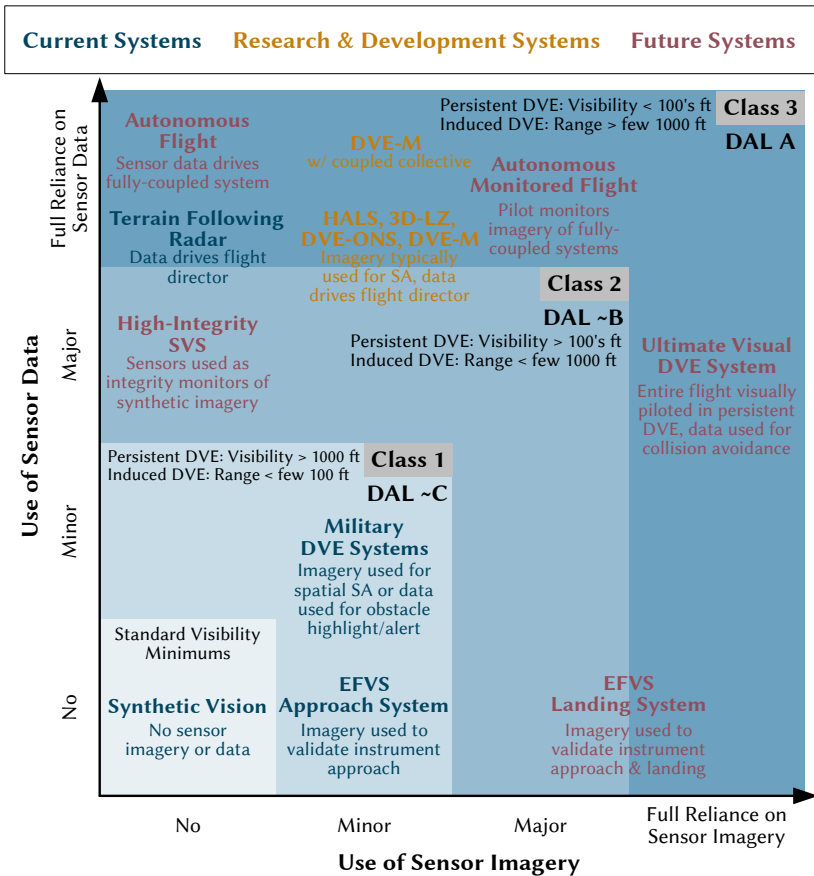 Current Systems Research & Development Systems Future Systems
Persistent DVE: Visibility < 100's ft
Induced DVE: Range > few 1000 ft
Class 3
DAL A
Autonomous
Flight
Sensor data drives
fully-coupled system
DVE-M
w/ coupled collective
Autonomous
Monitored Flight
Pilot monitors
imagery of fully-
coupled systems
Terrain Following
Radar
Data drives flight
director
HALS, 3D-LZ,
DVE-ONS, DVE-M
Imagery typically
used for SA, data
drives flight director
Class 2
DAL ~B
Persistent DVE: Visibility > 100's ft
Induced DVE: Range < few 1000 ft
High-Integrity
SVS
Sensors used as
integrity monitors of
synthetic imagery
Ultimate Visual
DVE System
Entire flight visually
piloted in persistent
DVE, data used for
collision avoidance
Persistent DVE: Visibility > 1000 ft
Induced DVE: Range < few 100 ft
Class 1
DAL ~C
Military
DVE Systems
Imagery used for
spatial SA or data
used for obstacle
highlight/alert
Standard Visibility
Minimums
Synthetic Vision
No sensor
imagery or data
EFVS
Approach System
Imagery used to
validate instrument
approach
EFVS
Landing System
Imagery used to
validate instrument
approach & landing
Use of Sensor Data
Full Reliance on
Sensor Data
Major
Minor
No
No
Minor
Major
Full Reliance on
Sensor Imagery
Use of Sensor Imagery